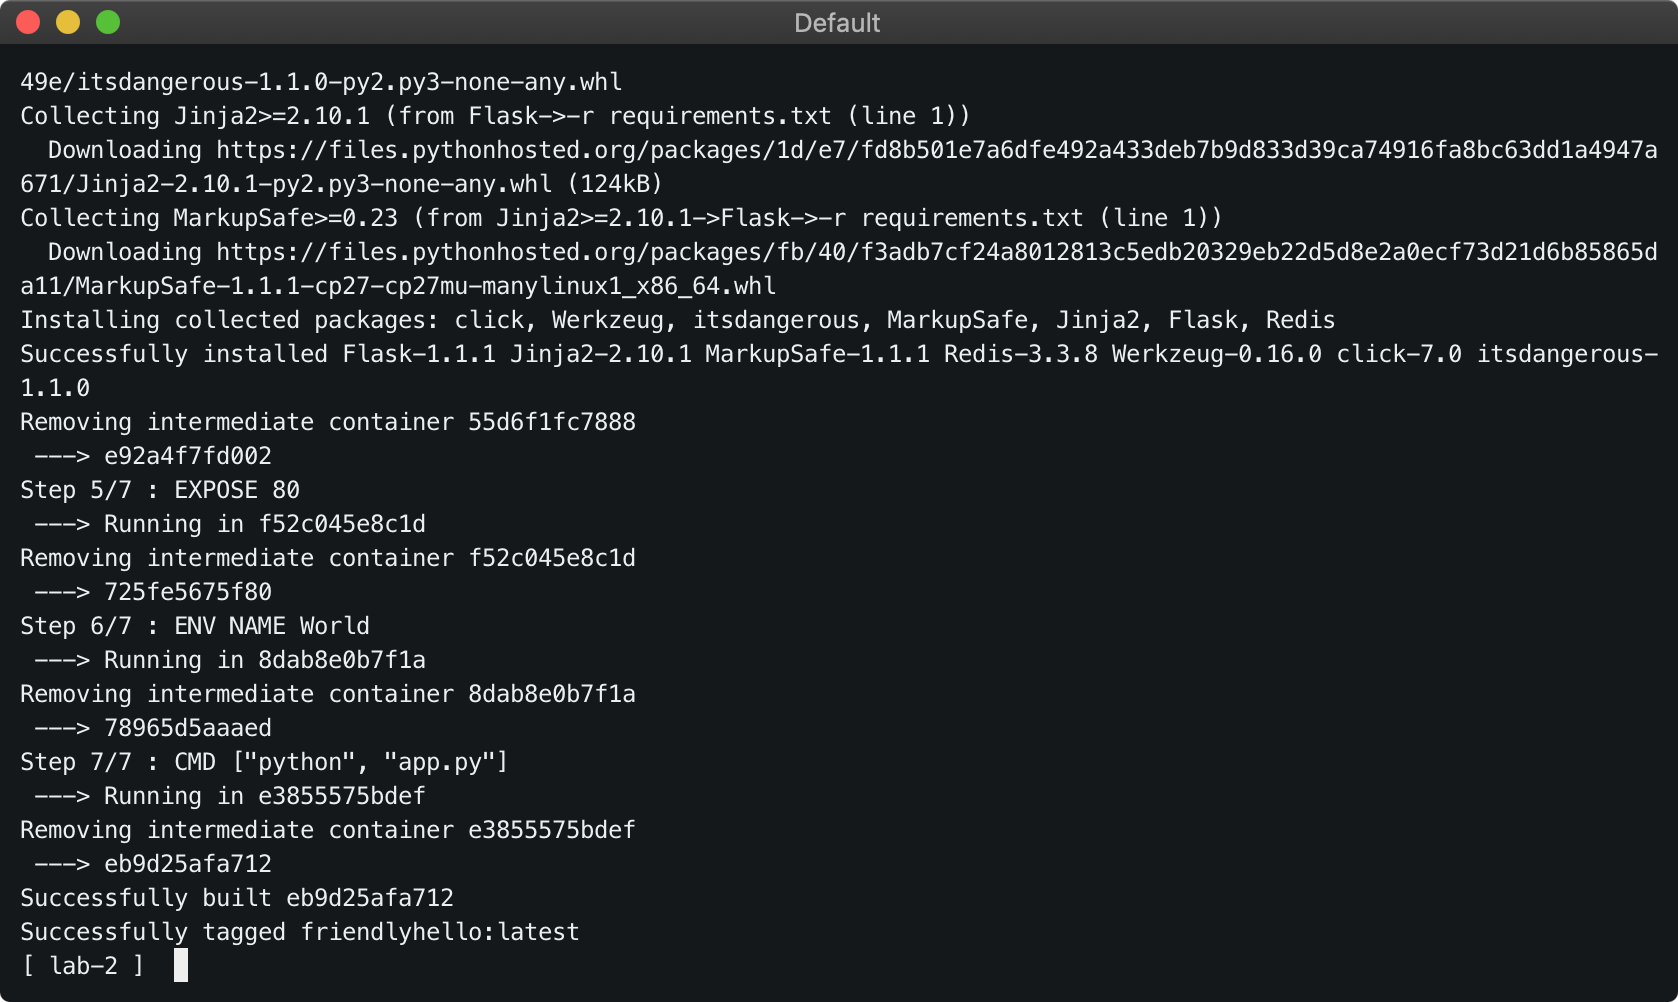 Default
49e/itsdangerous-1.1.0-py2.py3-none-any.whl
Collecting Jinja2>=2.10.1 (from Flask->-r requirements.txt (line 1))
  Downloading https://files.pythonhosted.org/packages/1d/e7/fd8b501e7a6dfe492a433deb7b9d833d39ca74916fa8bc63dd1a4947a
671/Jinja2-2.10.1-py2.py3-none-any.whl (124kB)
Collecting MarkupSafe>=0.23 (from Jinja2>=2.10.1->Flask->-r requirements.txt (line 1))
  Downloading https://files.pythonhosted.org/packages/fb/40/f3adb7cf24a8012813c5edb20329eb22d5d8e2a0ecf73d21d6b85865d
a11/MarkupSafe-1.1.1-cp27-cp27mu-manylinux1_x86_64.whl
Installing collected packages: click, Werkzeug, itsdangerous, MarkupSafe, Jinja2, Flask, Redis
Successfully installed Flask-1.1.1 Jinja2-2.10.1 MarkupSafe-1.1.1 Redis-3.3.8 Werkzeug-0.16.0 click-7.0 itsdangerous-
1.1.0
Removing intermediate container 55d6f1fc7888
 ---> e92a4f7fd002
Step 5/7 : EXPOSE 80
 ---> Running in f52c045e8c1d
Removing intermediate container f52c045e8c1d
 ---> 725fe5675f80
Step 6/7 : ENV NAME World
 ---> Running in 8dab8e0b7f1a
Removing intermediate container 8dab8e0b7f1a
 ---> 78965d5aaaed
Step 7/7 : CMD ["python", "app.py"]
 ---> Running in e3855575bdef
Removing intermediate container e3855575bdef
 ---> eb9d25afa712
Successfully built eb9d25afa712
Successfully tagged friendlyhello:latest
[ lab-2 ]